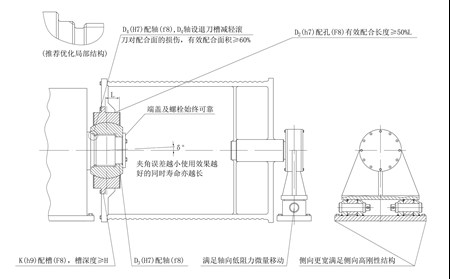 D₁(H7)配轴(f8),D₁轴设退刀槽减轻滚
刀对配合面的损伤,有效配合面积≥60%
D₂(h7)配孔(F8)有效配合长度≥50%L
(推荐优化局部结构)
L
端盖及螺栓始终可靠
δ°
夹角误差越小使用效果越
好的同时寿命亦越长
K(h9)配槽(F8),槽深度≥H
D₁(H7)配轴(f8)
满足轴向低阻力微量移动
侧向更宽满足侧向高刚性结构